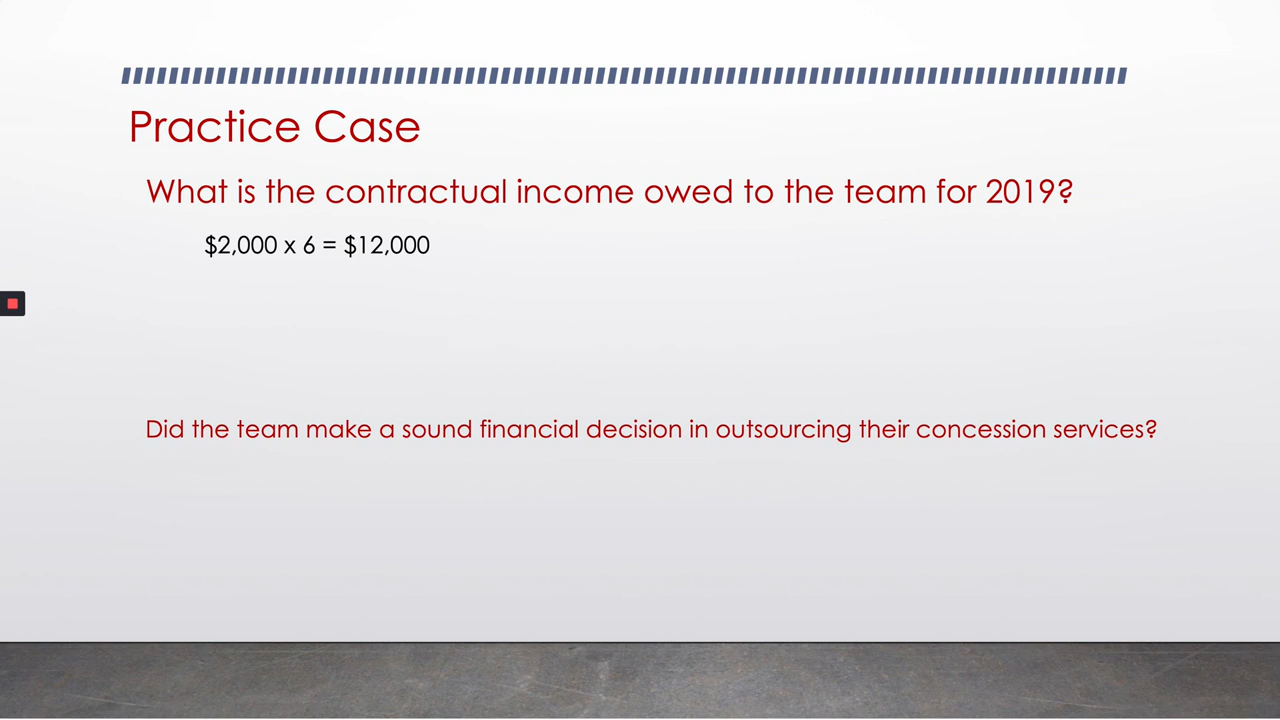 Practice Case
What is the contractual income owed to the team for 2019?
$2,000 x 6 = $12,000
Did the team make a sound financial decision in outsourcing their concession services?